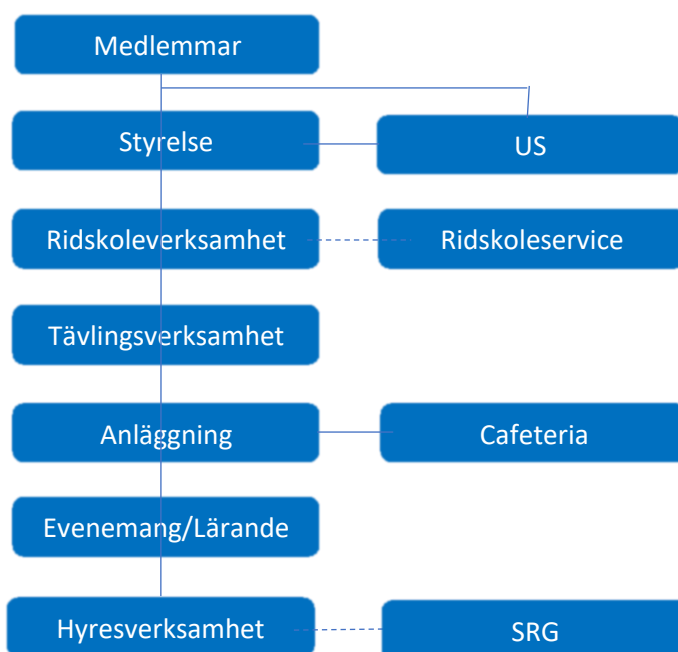 Medlemmar
Styrelse
US
Ridskoleverksamhet
Ridskoleservice
Tävlingsverksamhet
Anläggning
Cafeteria
Evenemang/Lärande
Hyresverksamhet
SRG